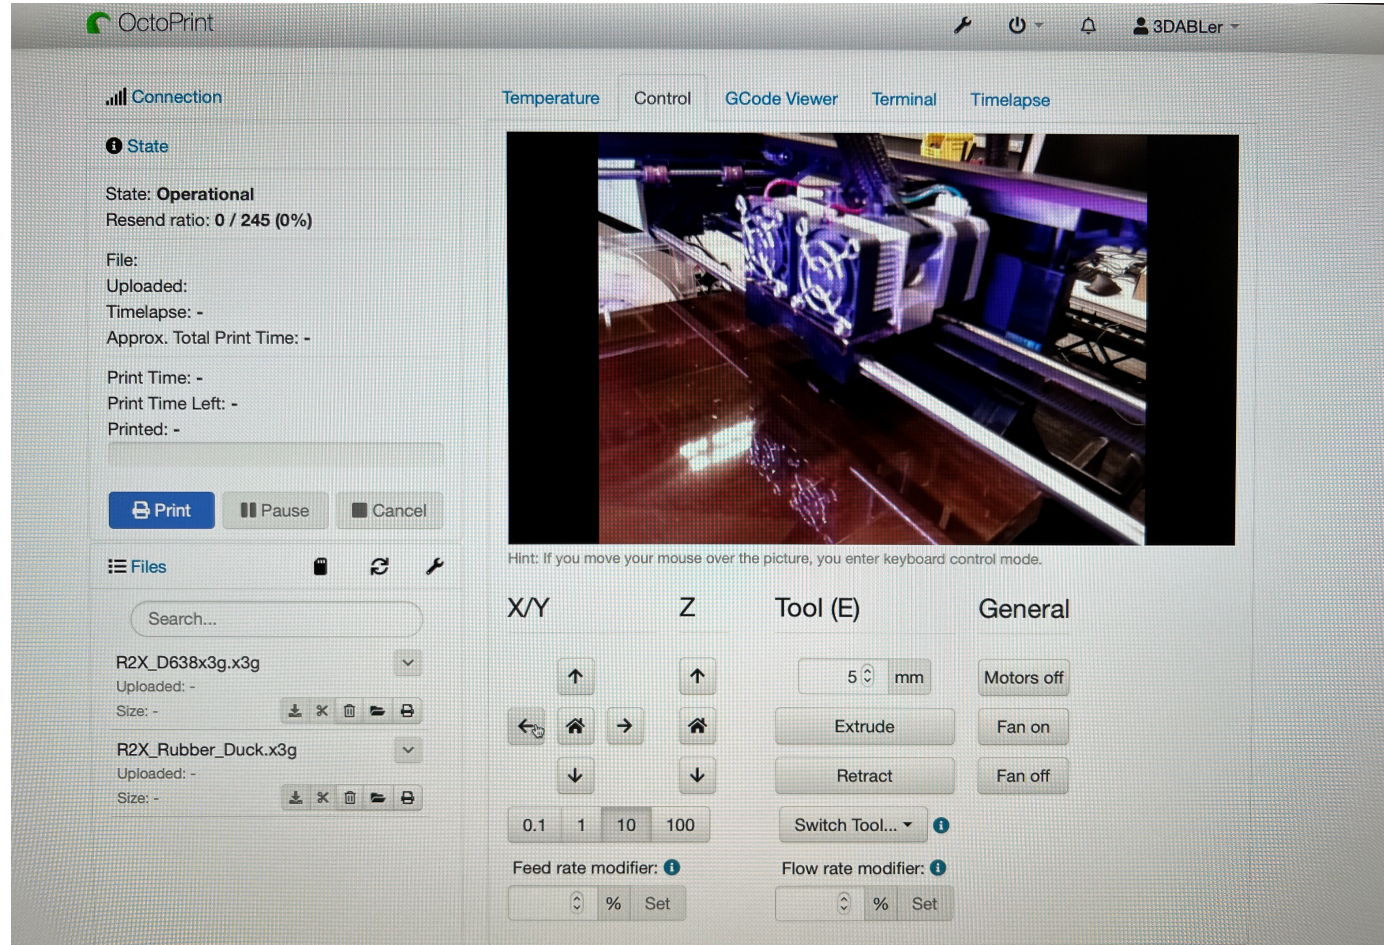 OctoPrint
3DABLer
Connection
State
State: Operational
Resend ratio: 0 / 245 (0%)
File:
Uploaded:
Timelapse: -
Approx. Total Print Time: -
Print Time: -
Print Time Left: -
Printed: -
Print Pause Cancel
Files
Search...
R2X_D638x3g.x3g
Uploaded: -
Size: -
R2X_Rubber_Duck.x3g
Uploaded: -
Size: -
Temperature Control GCode Viewer Terminal Timelapse
Hint: If you move your mouse over the picture, you enter keyboard control mode.
X/Y Z Tool (E) General
5 mm Motors off
Extrude Fan on
Retract Fan off
0.1 1 10 100 Switch Tool...
Feed rate modifier: Flow rate modifier:
% Set % Set